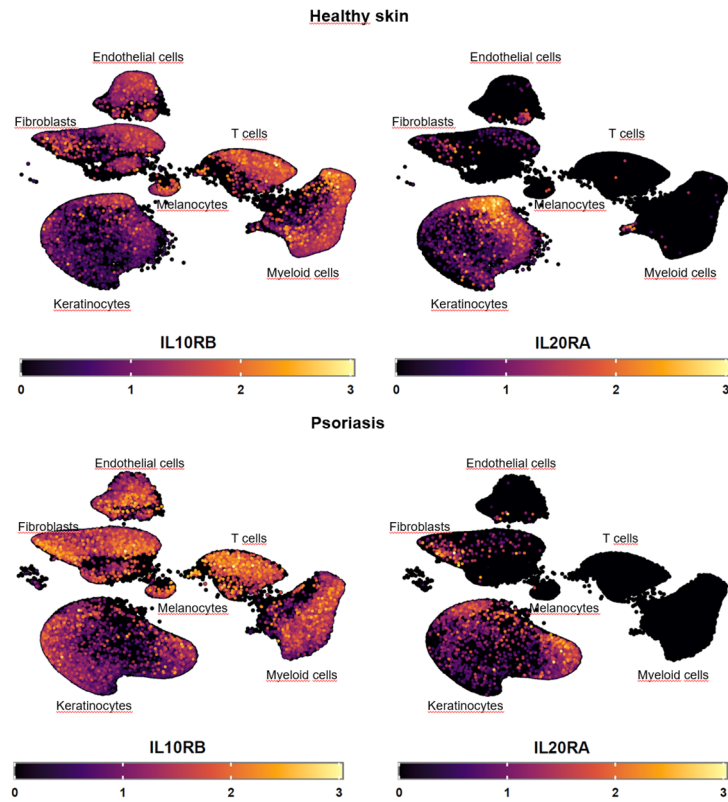 Healthy skin
Endothelial cells
Endothelial cells
Fibroblasts
Fibroblasts
T cells
T cells
Melanocytes
Melanocytes
Myeloid cells
Myeloid cells
Keratinocytes
Keratinocytes
IL10RB
IL20RA
0 1 2 3
0 1 2 3
Psoriasis
Endothelial cells
Endothelial cells
Fibroblasts
Fibroblasts
T cells
T cells
Melanocytes
Melanocytes
Myeloid cells
Myeloid cells
Keratinocytes
Keratinocytes
IL10RB
IL20RA
0 1 2 3
0 1 2 3